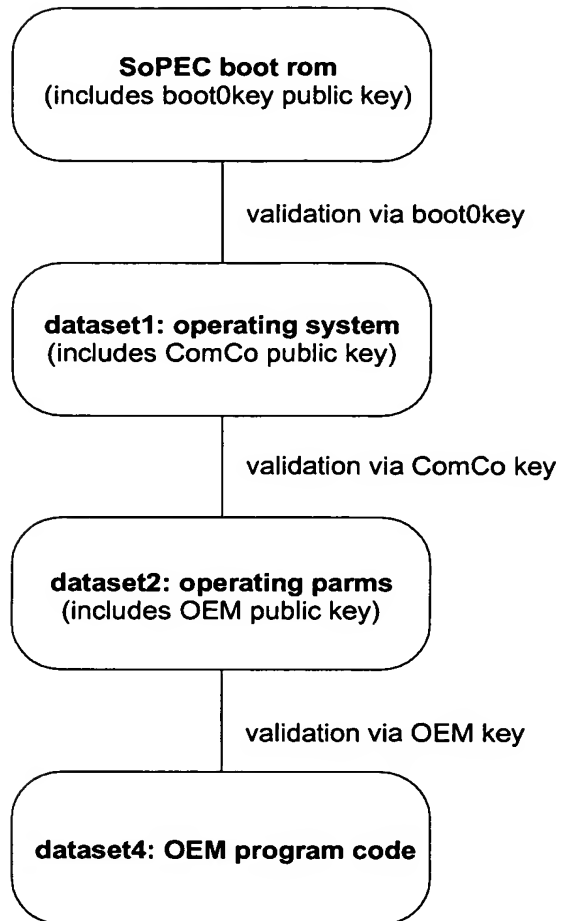 SoPEC boot rom
(includes boot0key public key)
validation via boot0key
dataset1: operating system
(includes ComCo public key)
validation via ComCo key
dataset2: operating parms
(includes OEM public key)
validation via OEM key
dataset4: OEM program code